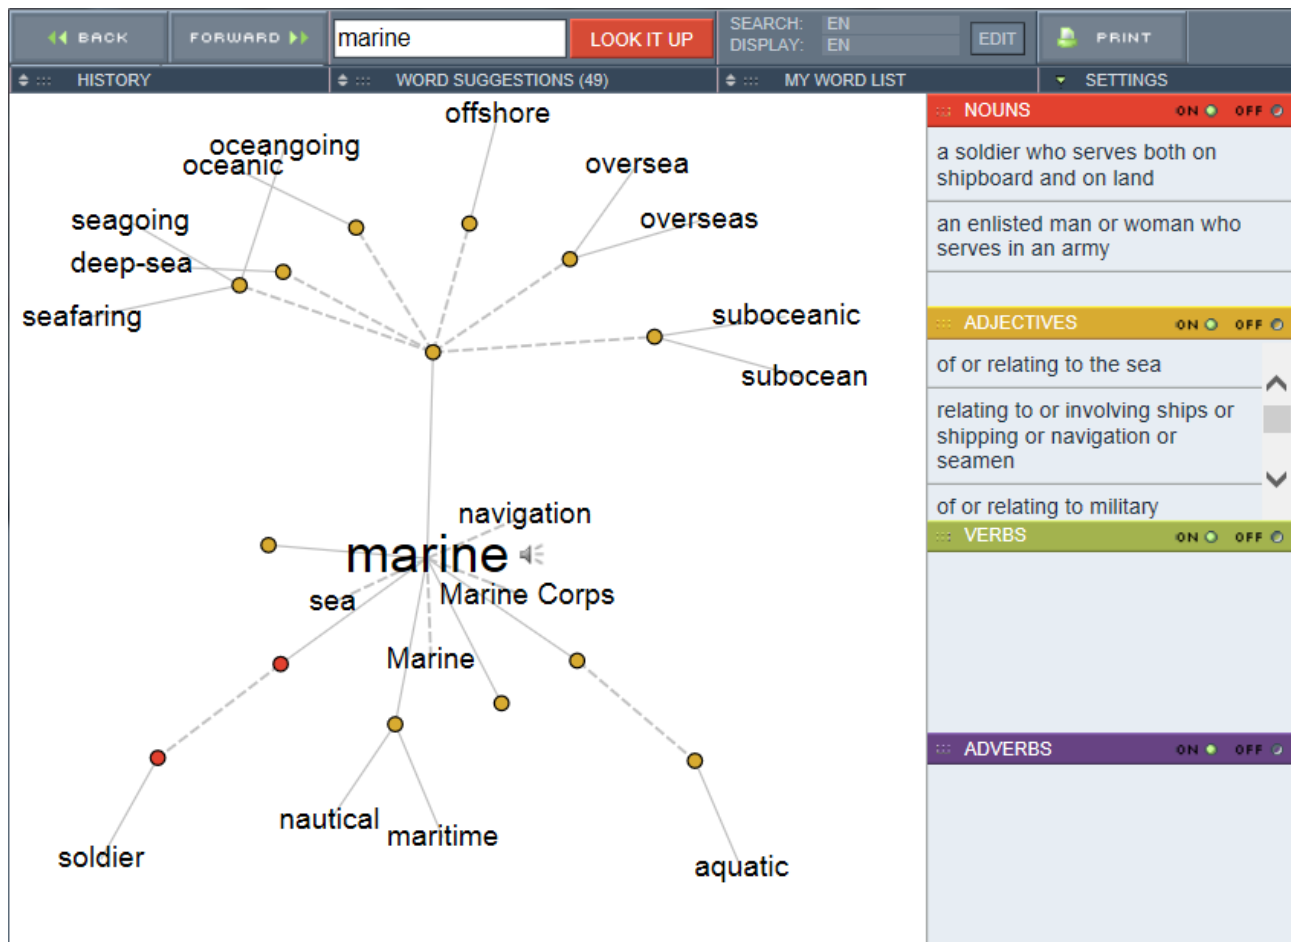 BACK
FORWARD
marine
LOOK IT UP
SEARCH: EN
DISPLAY: EN
EDIT
PRINT
HISTORY
WORD SUGGESTIONS (49)
MY WORD LIST
SETTINGS
offshore
oceangoing
oceanic
oversea
seagoing
overseas
deep-sea
seafaring
suboceanic
subocean
navigation
marine
sea
Marine Corps
Marine
nautical
maritime
soldier
aquatic
NOUNS ON OFF
a soldier who serves both on
shipboard and on land
an enlisted man or woman who
serves in an army
ADJECTIVES ON OFF
of or relating to the sea
relating to or involving ships or
shipping or navigation or
seamen
of or relating to military
VERBS ON OFF
ADVERBS ON OFF